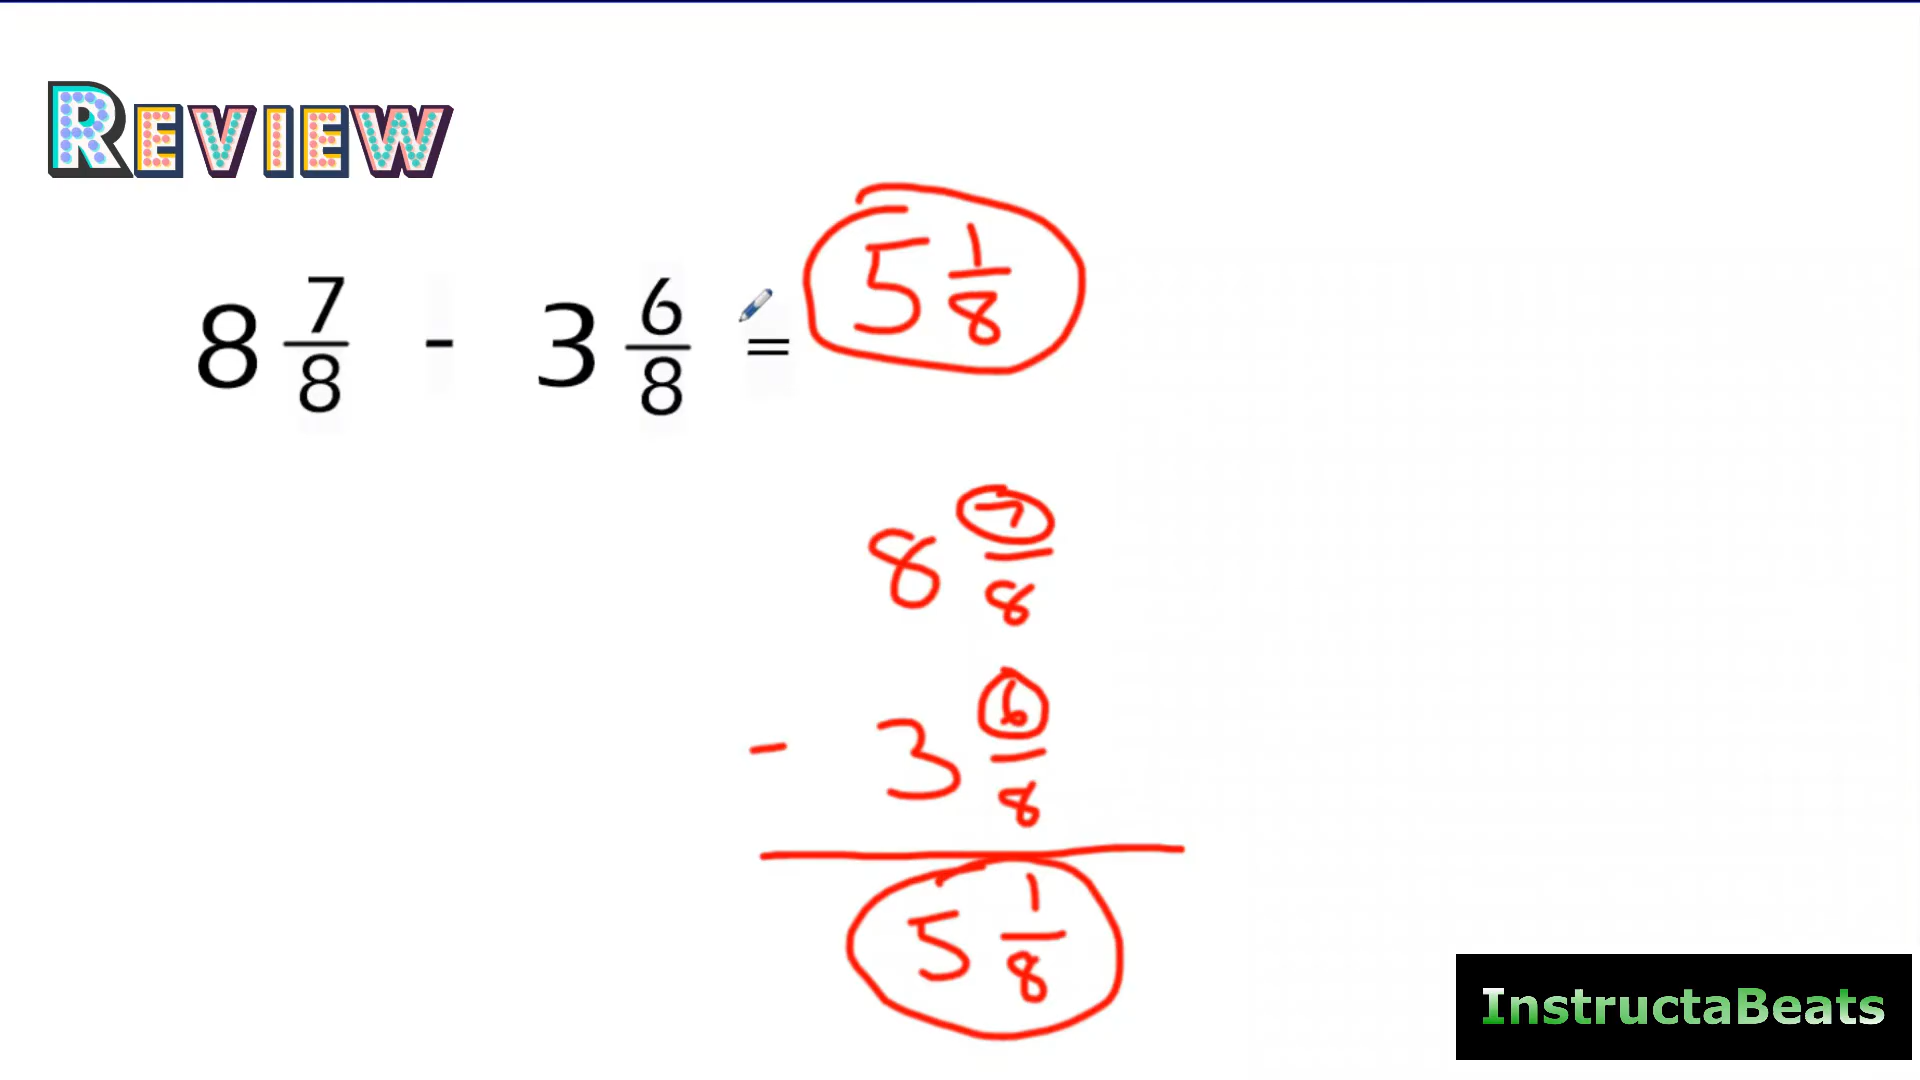 REVIEW
8 7/8 - 3 6/8 = 5 1/8
8 7/8
- 3 6/8
5 1/8
InstructaBeats